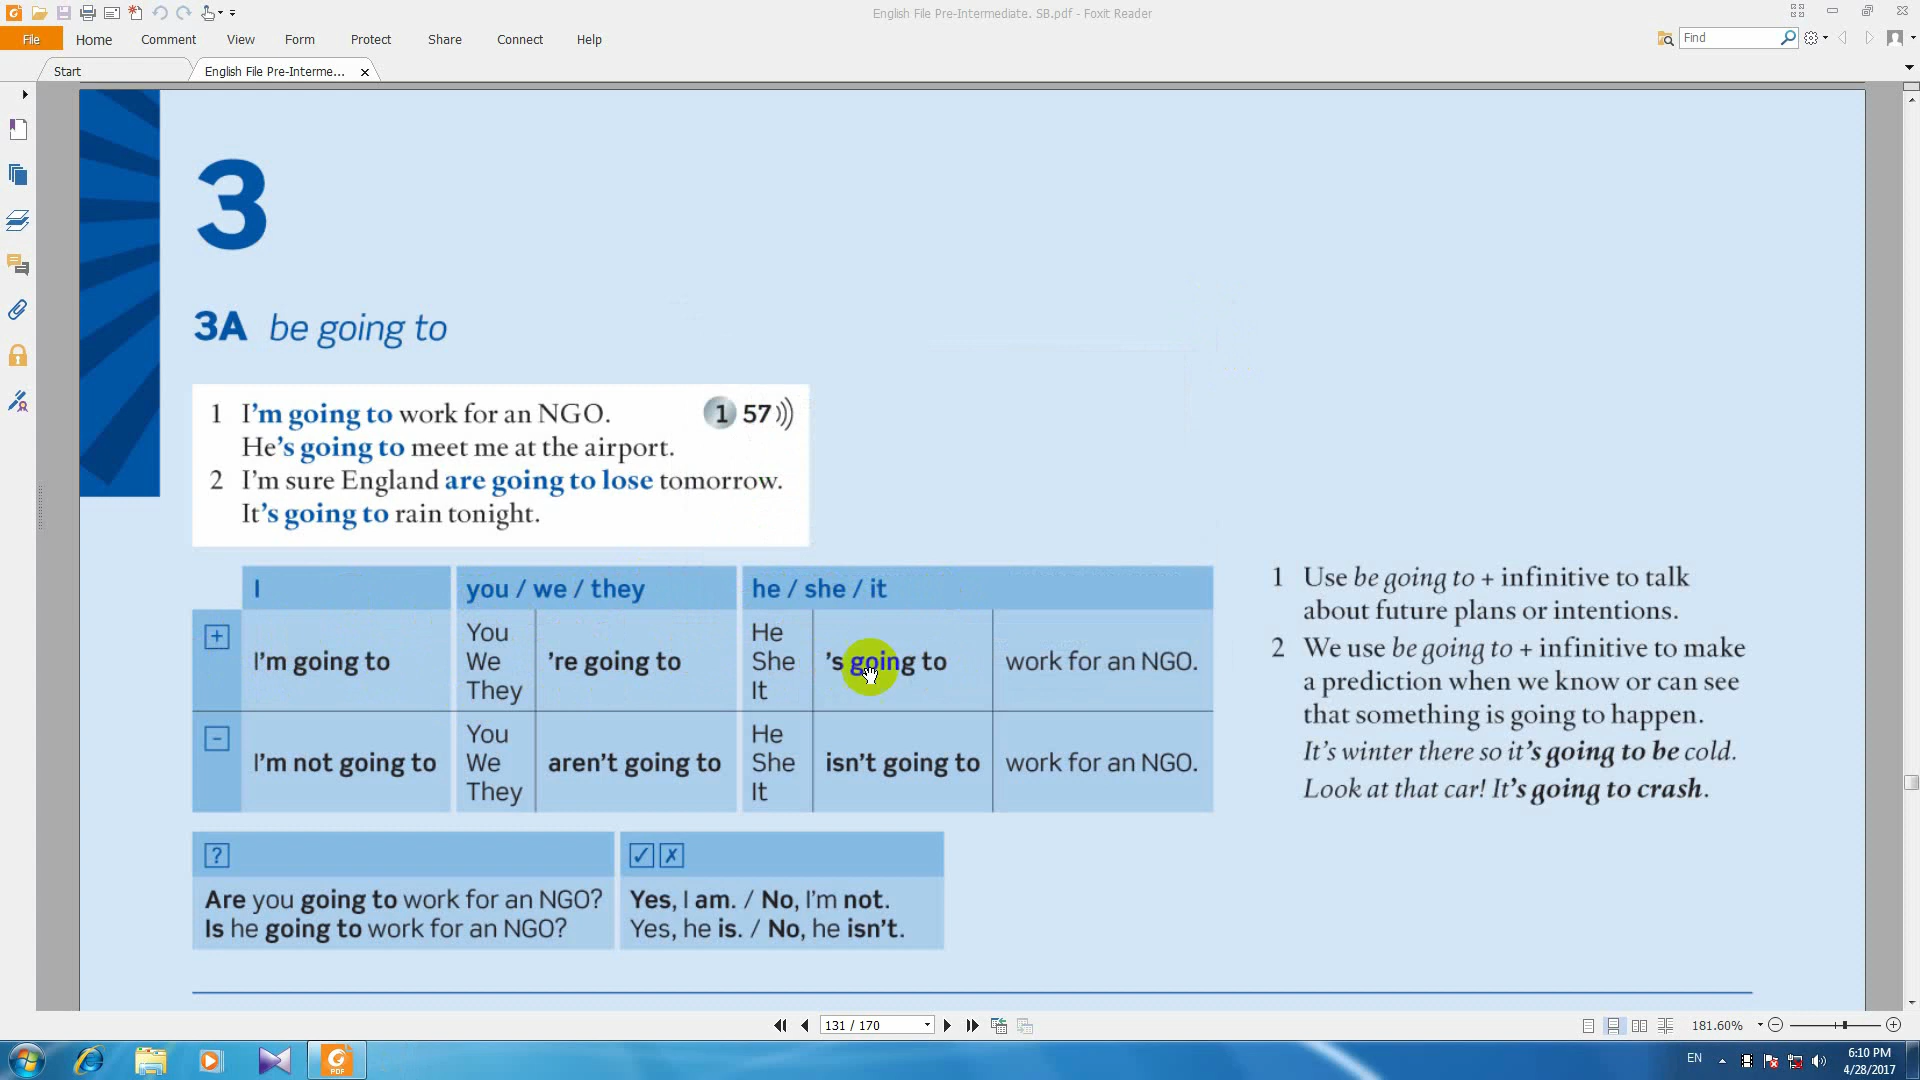 English File Pre-Intermediate. SB.pdf - Foxit Reader
File Home Comment View Form Protect Share Connect Help
Find
Start
English File Pre-Interme...
3
3A be going to
1 I'm going to work for an NGO.
1 57
He's going to meet me at the airport.
2 I'm sure England are going to lose tomorrow.
It's going to rain tonight.
I
you / we / they
he / she / it
+
I'm going to
You
We
They
're going to
He
She
It
's going to
work for an NGO.
-
I'm not going to
You
We
They
aren't going to
He
She
It
isn't going to
work for an NGO.
?
Are you going to work for an NGO?
Is he going to work for an NGO?
✓ ✗
Yes, I am. / No, I'm not.
Yes, he is. / No, he isn't.
1 Use be going to + infinitive to talk
about future plans or intentions.
2 We use be going to + infinitive to make
a prediction when we know or can see
that something is going to happen.
It's winter there so it's going to be cold.
Look at that car! It's going to crash.
131 / 170
181.60%
PDF
EN
6:10 PM
4/28/2017